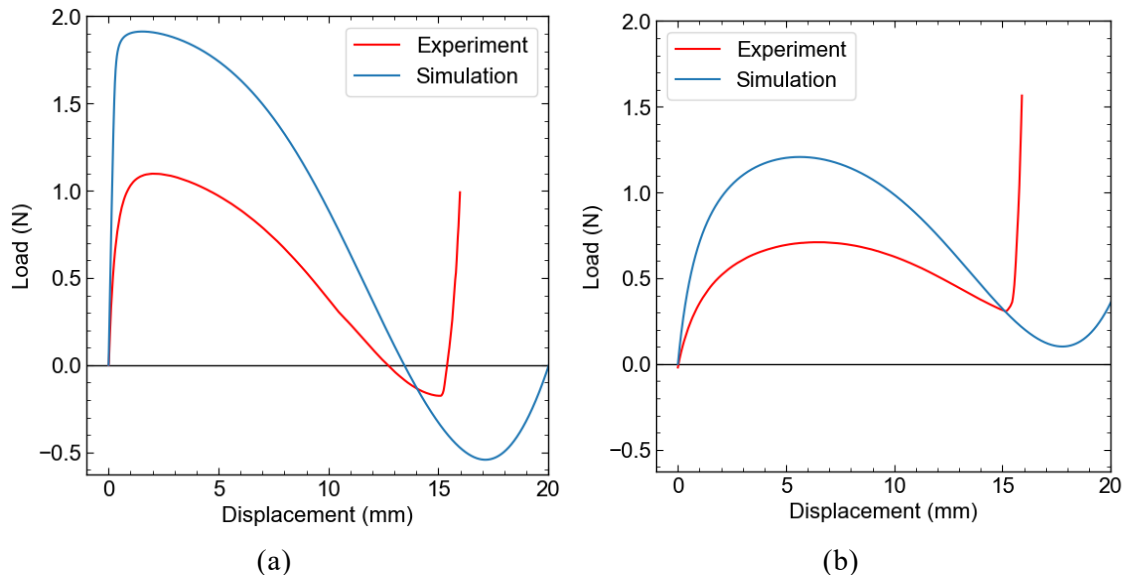 2.0
1.5
1.0
0.5
0.0
−0.5
Load (N)
Experiment
Simulation
0 5 10 15 20
Displacement (mm)
(a)
2.0
1.5
1.0
0.5
0.0
−0.5
Load (N)
Experiment
Simulation
0 5 10 15 20
Displacement (mm)
(b)